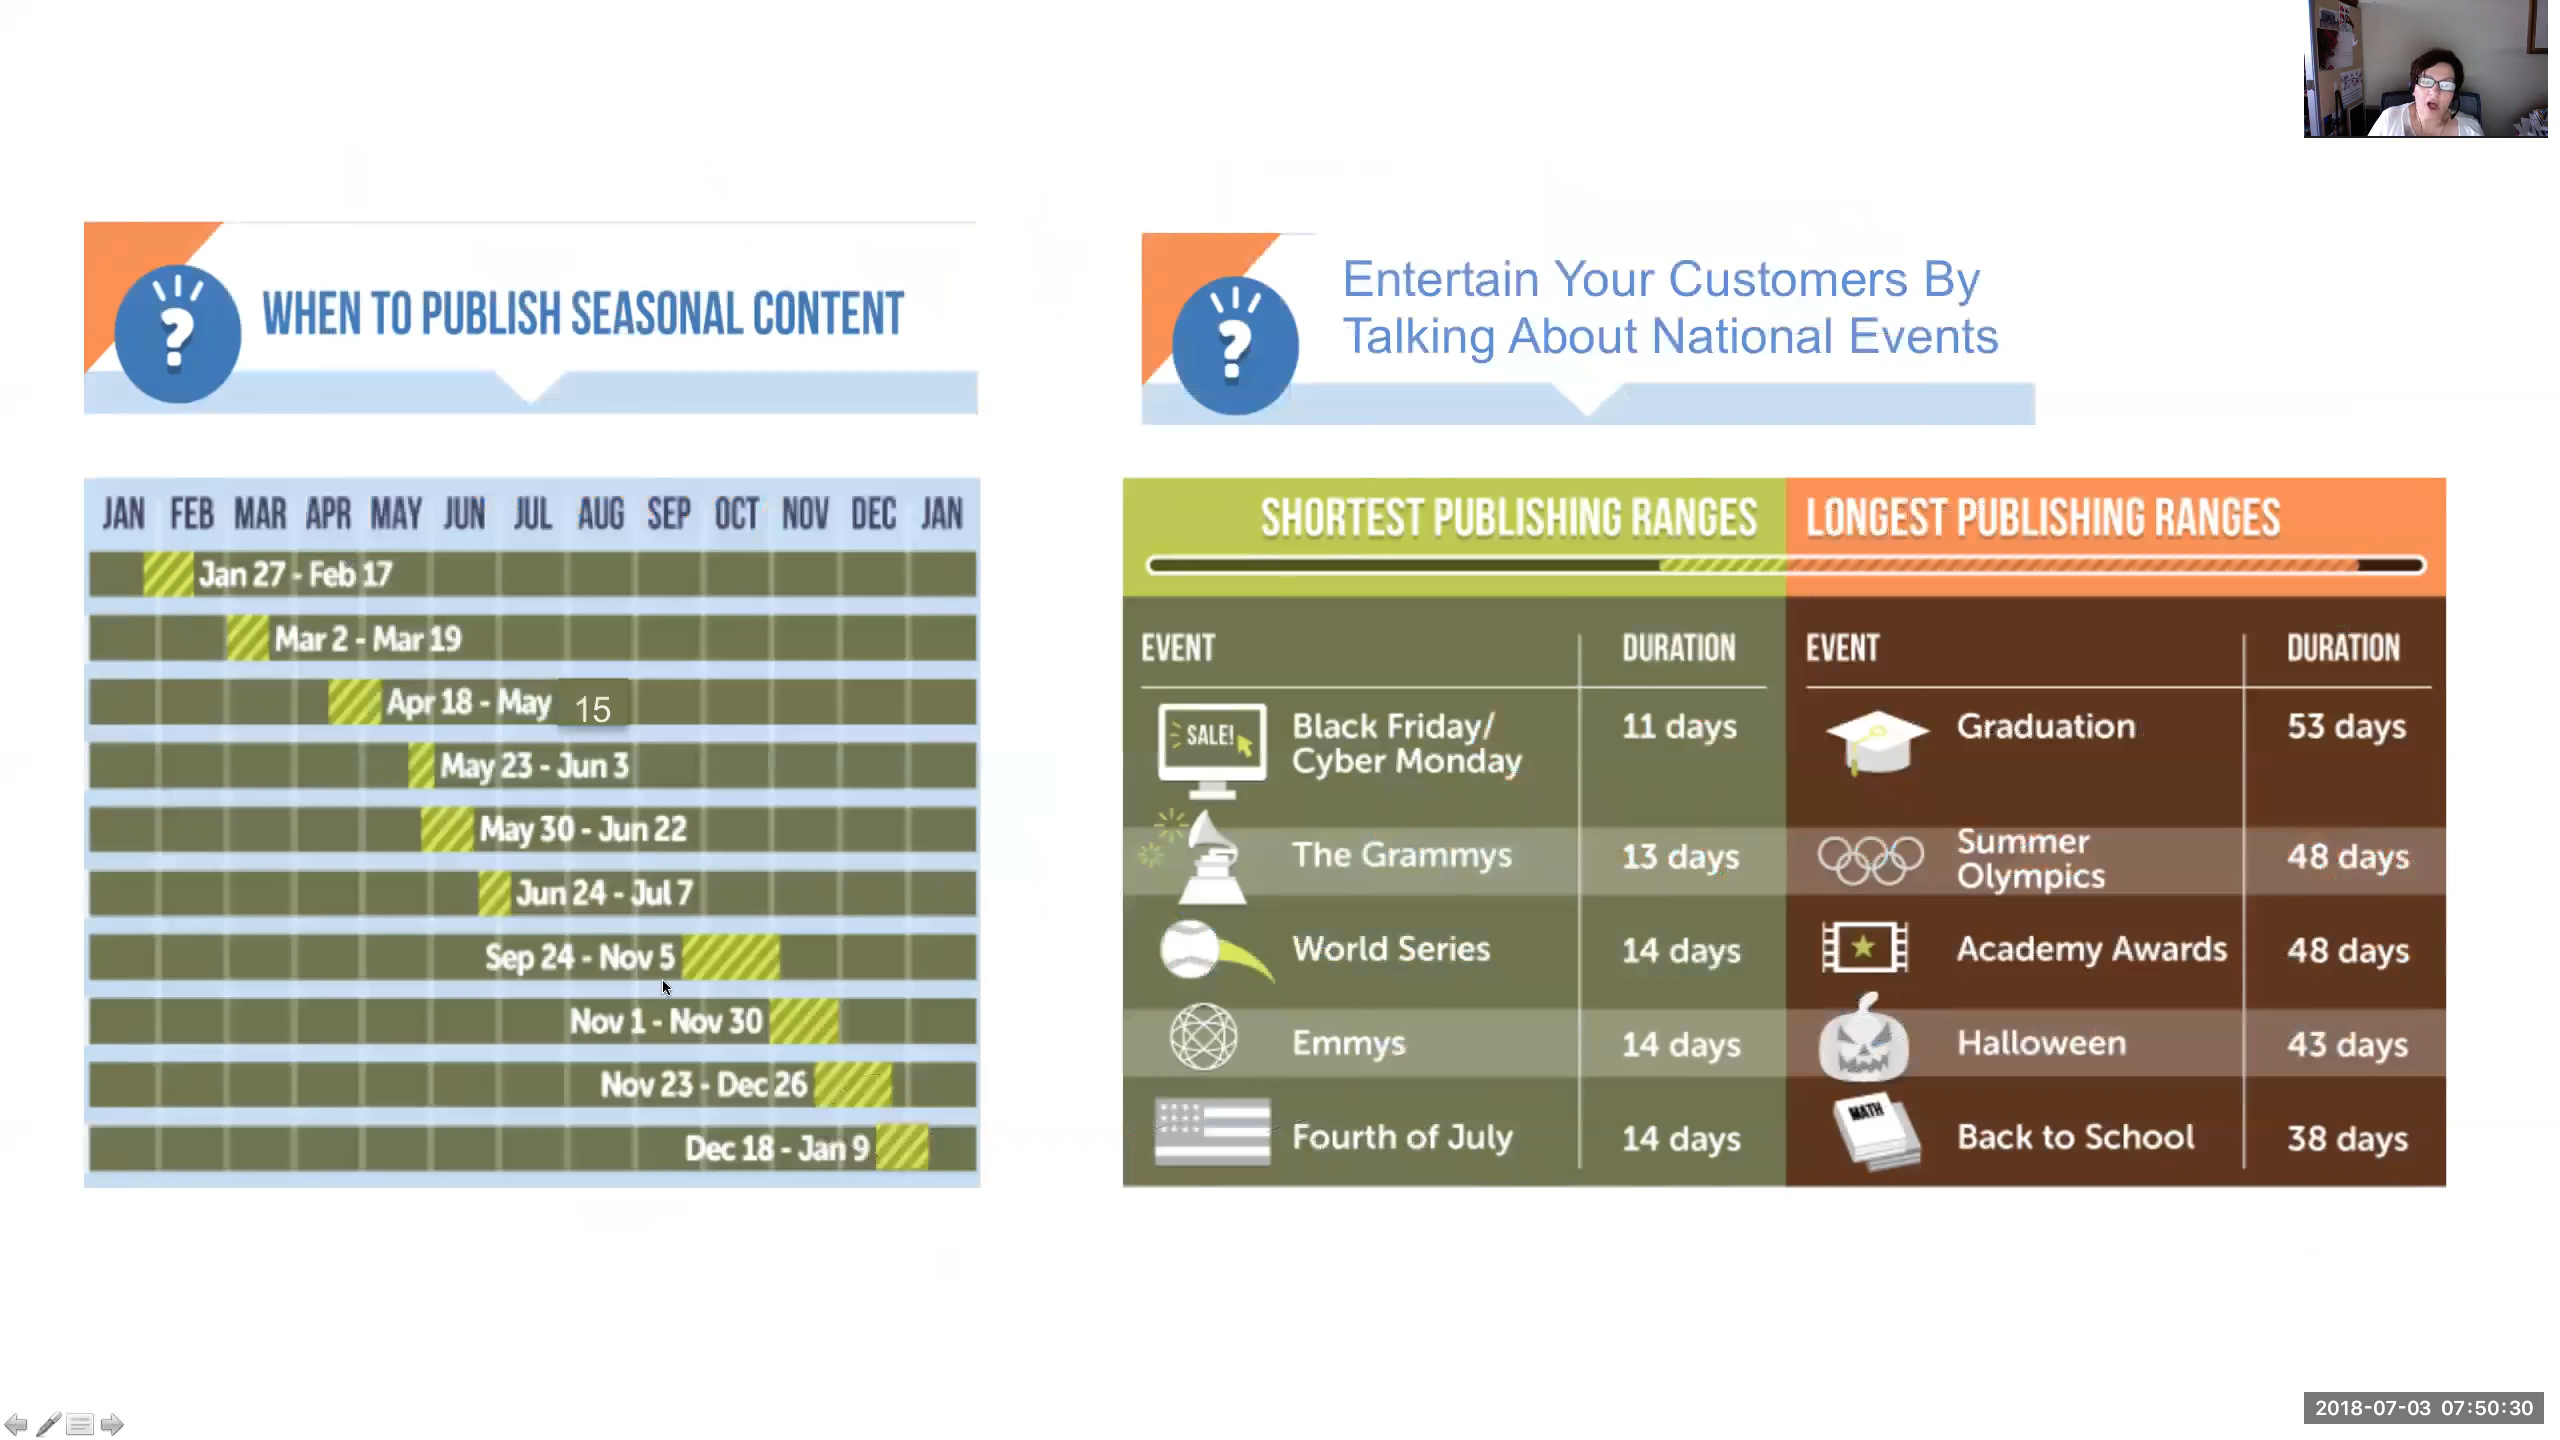 WHEN TO PUBLISH SEASONAL CONTENT
JAN FEB MAR APR MAY JUN JUL AUG SEP OCT NOV DEC JAN
Jan 27 - Feb 17
Mar 2 - Mar 19
Apr 18 - May 15
May 23 - Jun 3
May 30 - Jun 22
Jun 24 - Jul 7
Sep 24 - Nov 5
Nov 1 - Nov 30
Nov 23 - Dec 26
Dec 18 - Jan 9
Entertain Your Customers By
Talking About National Events
SHORTEST PUBLISHING RANGES
EVENT DURATION
SALE!
Black Friday/
Cyber Monday 11 days
The Grammys 13 days
World Series 14 days
Emmys 14 days
Fourth of July 14 days
LONGEST PUBLISHING RANGES
EVENT DURATION
Graduation 53 days
Summer
Olympics 48 days
Academy Awards 48 days
Halloween 43 days
MATH
Back to School 38 days
2018-07-03 07:50:30